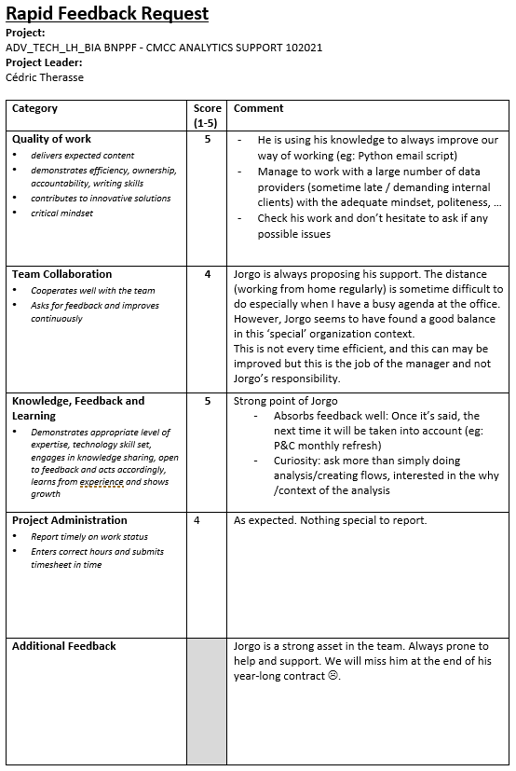 Rapid Feedback Request
Project:
ADV_TECH_LH_BIA BNPPF - CMCC ANALYTICS SUPPORT 102021
Project Leader:
Cédric Therasse
Category
Score
(1-5)
Comment
Quality of work
• delivers expected content
• demonstrates efficiency, ownership,
accountability, writing skills
• contributes to innovative solutions
• critical mindset
5
- He is using his knowledge to always improve our
way of working (eg: Python email script)
- Manage to work with a large number of data
providers (sometime late / demanding internal
clients) with the adequate mindset, politeness, ...
- Check his work and don't hesitate to ask if any
possible issues
Team Collaboration
• Cooperates well with the team
• Asks for feedback and improves
continuously
4
Jorgo is always proposing his support. The distance
(working from home regularly) is sometime difficult to
do especially when I have a busy agenda at the office.
However, Jorgo seems to have found a good balance
in this 'special' organization context.
This is not every time efficient, and this can may be
improved but this is the job of the manager and not
Jorgo's responsibility.
Knowledge, Feedback and
Learning
• Demonstrates appropriate level of
expertise, technology skill set,
engages in knowledge sharing, open
to feedback and acts accordingly,
learns from experience and shows
growth
5
Strong point of Jorgo
- Absorbs feedback well: Once it's said, the
next time it will be taken into account (eg:
P&C monthly refresh)
- Curiosity: ask more than simply doing
analysis/creating flows, interested in the why
/context of the analysis
Project Administration
• Report timely on work status
• Enters correct hours and submits
timesheet in time
4
As expected. Nothing special to report.
Additional Feedback
Jorgo is a strong asset in the team. Always prone to
help and support. We will miss him at the end of his
year-long contract ☹.